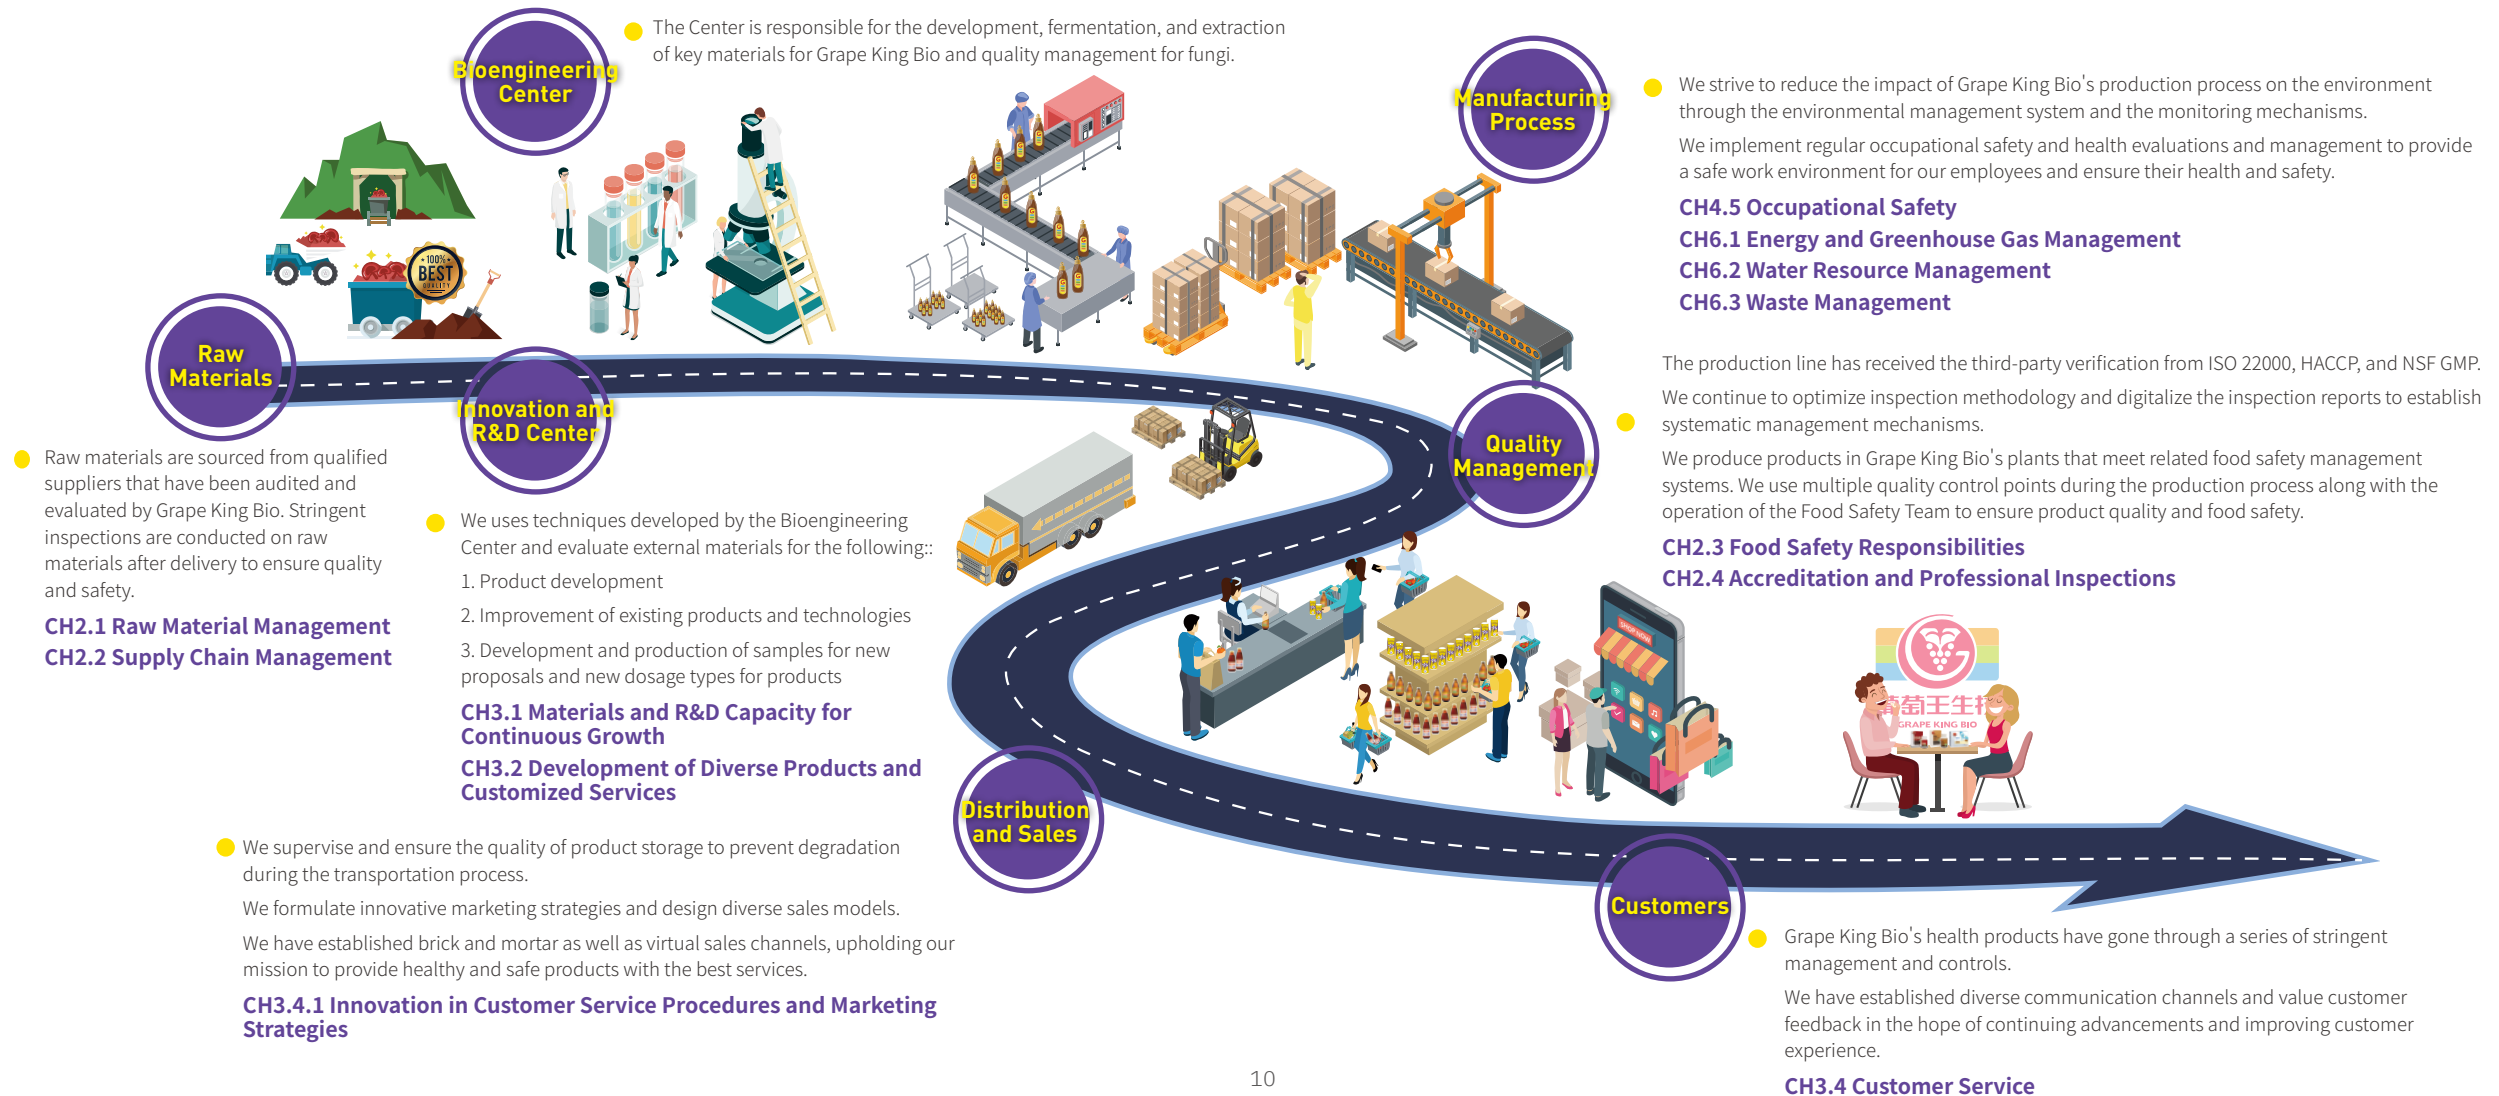 Bioengineering
Center
The Center is responsible for the development, fermentation, and extraction
of key materials for Grape King Bio and quality management for fungi.
Manufacturing
Process
We strive to reduce the impact of Grape King Bio's production process on the environment
through the environmental management system and the monitoring mechanisms.
We implement regular occupational safety and health evaluations and management to provide
a safe work environment for our employees and ensure their health and safety.
CH4.5 Occupational Safety
CH6.1 Energy and Greenhouse Gas Management
CH6.2 Water Resource Management
CH6.3 Waste Management
100%
BEST
QUALITY
Raw
Materials
Raw materials are sourced from qualified
suppliers that have been audited and
evaluated by Grape King Bio. Stringent
inspections are conducted on raw
materials after delivery to ensure quality
and safety.
CH2.1 Raw Material Management
CH2.2 Supply Chain Management
Innovation and
R&D Center
We uses techniques developed by the Bioengineering
Center and evaluate external materials for the following::
1. Product development
2. Improvement of existing products and technologies
3. Development and production of samples for new
proposals and new dosage types for products
CH3.1 Materials and R&D Capacity for
Continuous Growth
CH3.2 Development of Diverse Products and
Customized Services
Quality
Management
The production line has received the third-party verification from ISO 22000, HACCP, and NSF GMP.
We continue to optimize inspection methodology and digitalize the inspection reports to establish
systematic management mechanisms.
We produce products in Grape King Bio's plants that meet related food safety management
systems. We use multiple quality control points during the production process along with the
operation of the Food Safety Team to ensure product quality and food safety.
CH2.3 Food Safety Responsibilities
CH2.4 Accreditation and Professional Inspections
SHOP NOW
葡萄王生技
GRAPE KING BIO
Distribution
and Sales
We supervise and ensure the quality of product storage to prevent degradation
during the transportation process.
We formulate innovative marketing strategies and design diverse sales models.
We have established brick and mortar as well as virtual sales channels, upholding our
mission to provide healthy and safe products with the best services.
CH3.4.1 Innovation in Customer Service Procedures and Marketing
Strategies
Customers
Grape King Bio's health products have gone through a series of stringent
management and controls.
We have established diverse communication channels and value customer
feedback in the hope of continuing advancements and improving customer
experience.
CH3.4 Customer Service
10